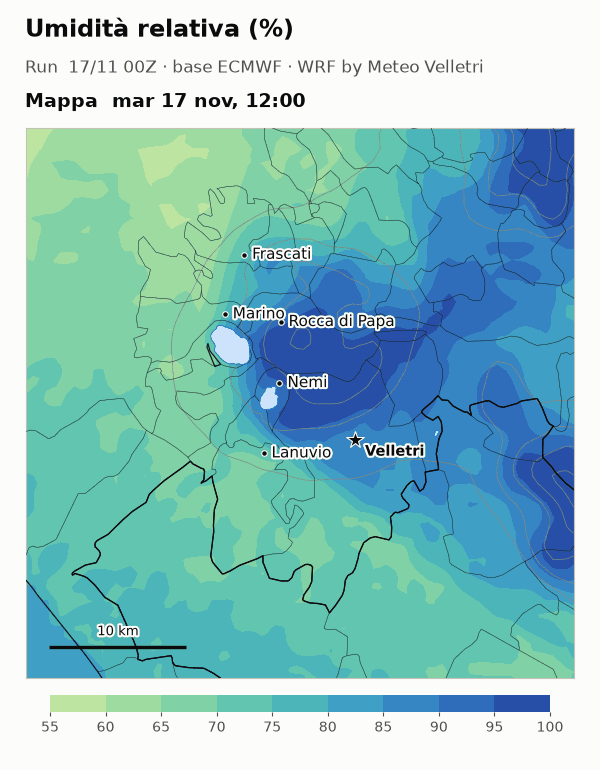 Umidità relativa (%)
Run  17/11 00Z · base ECMWF · WRF by Meteo Velletri
Mappa  mar 17 nov, 12:00
Frascati
Marino
Rocca di Papa
Nemi
Velletri
Lanuvio
10 km
55 60 65 70 75 80 85 90 95 100